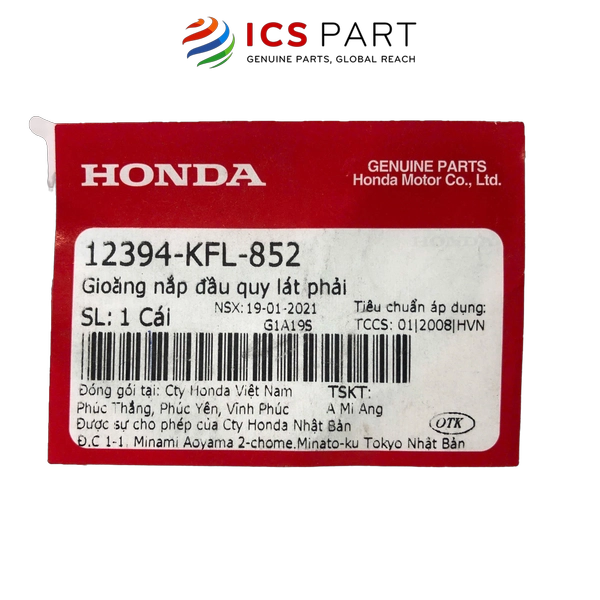 ICS PART
GENUINE PARTS, GLOBAL REACH
HONDA
GENUINE PARTS
Honda Motor Co., Ltd.
12394-KFL-852
Gioăng nắp đầu quy lát phải
SL: 1 Cái
NSX: 19-01-2021
G1A19S
Tiêu chuẩn áp dụng:
TCCS: 01|2008|HVN
Đóng gói tại: Cty Honda Việt Nam
Phúc Thắng, Phúc Yên, Vĩnh Phúc
Được sự cho phép của Cty Honda Nhật Bản
Đ.C 1-1. Minami Aoyama 2-chome.Minato-ku Tokyo Nhật Bản
TSKT:
A Mi Ang
OTK